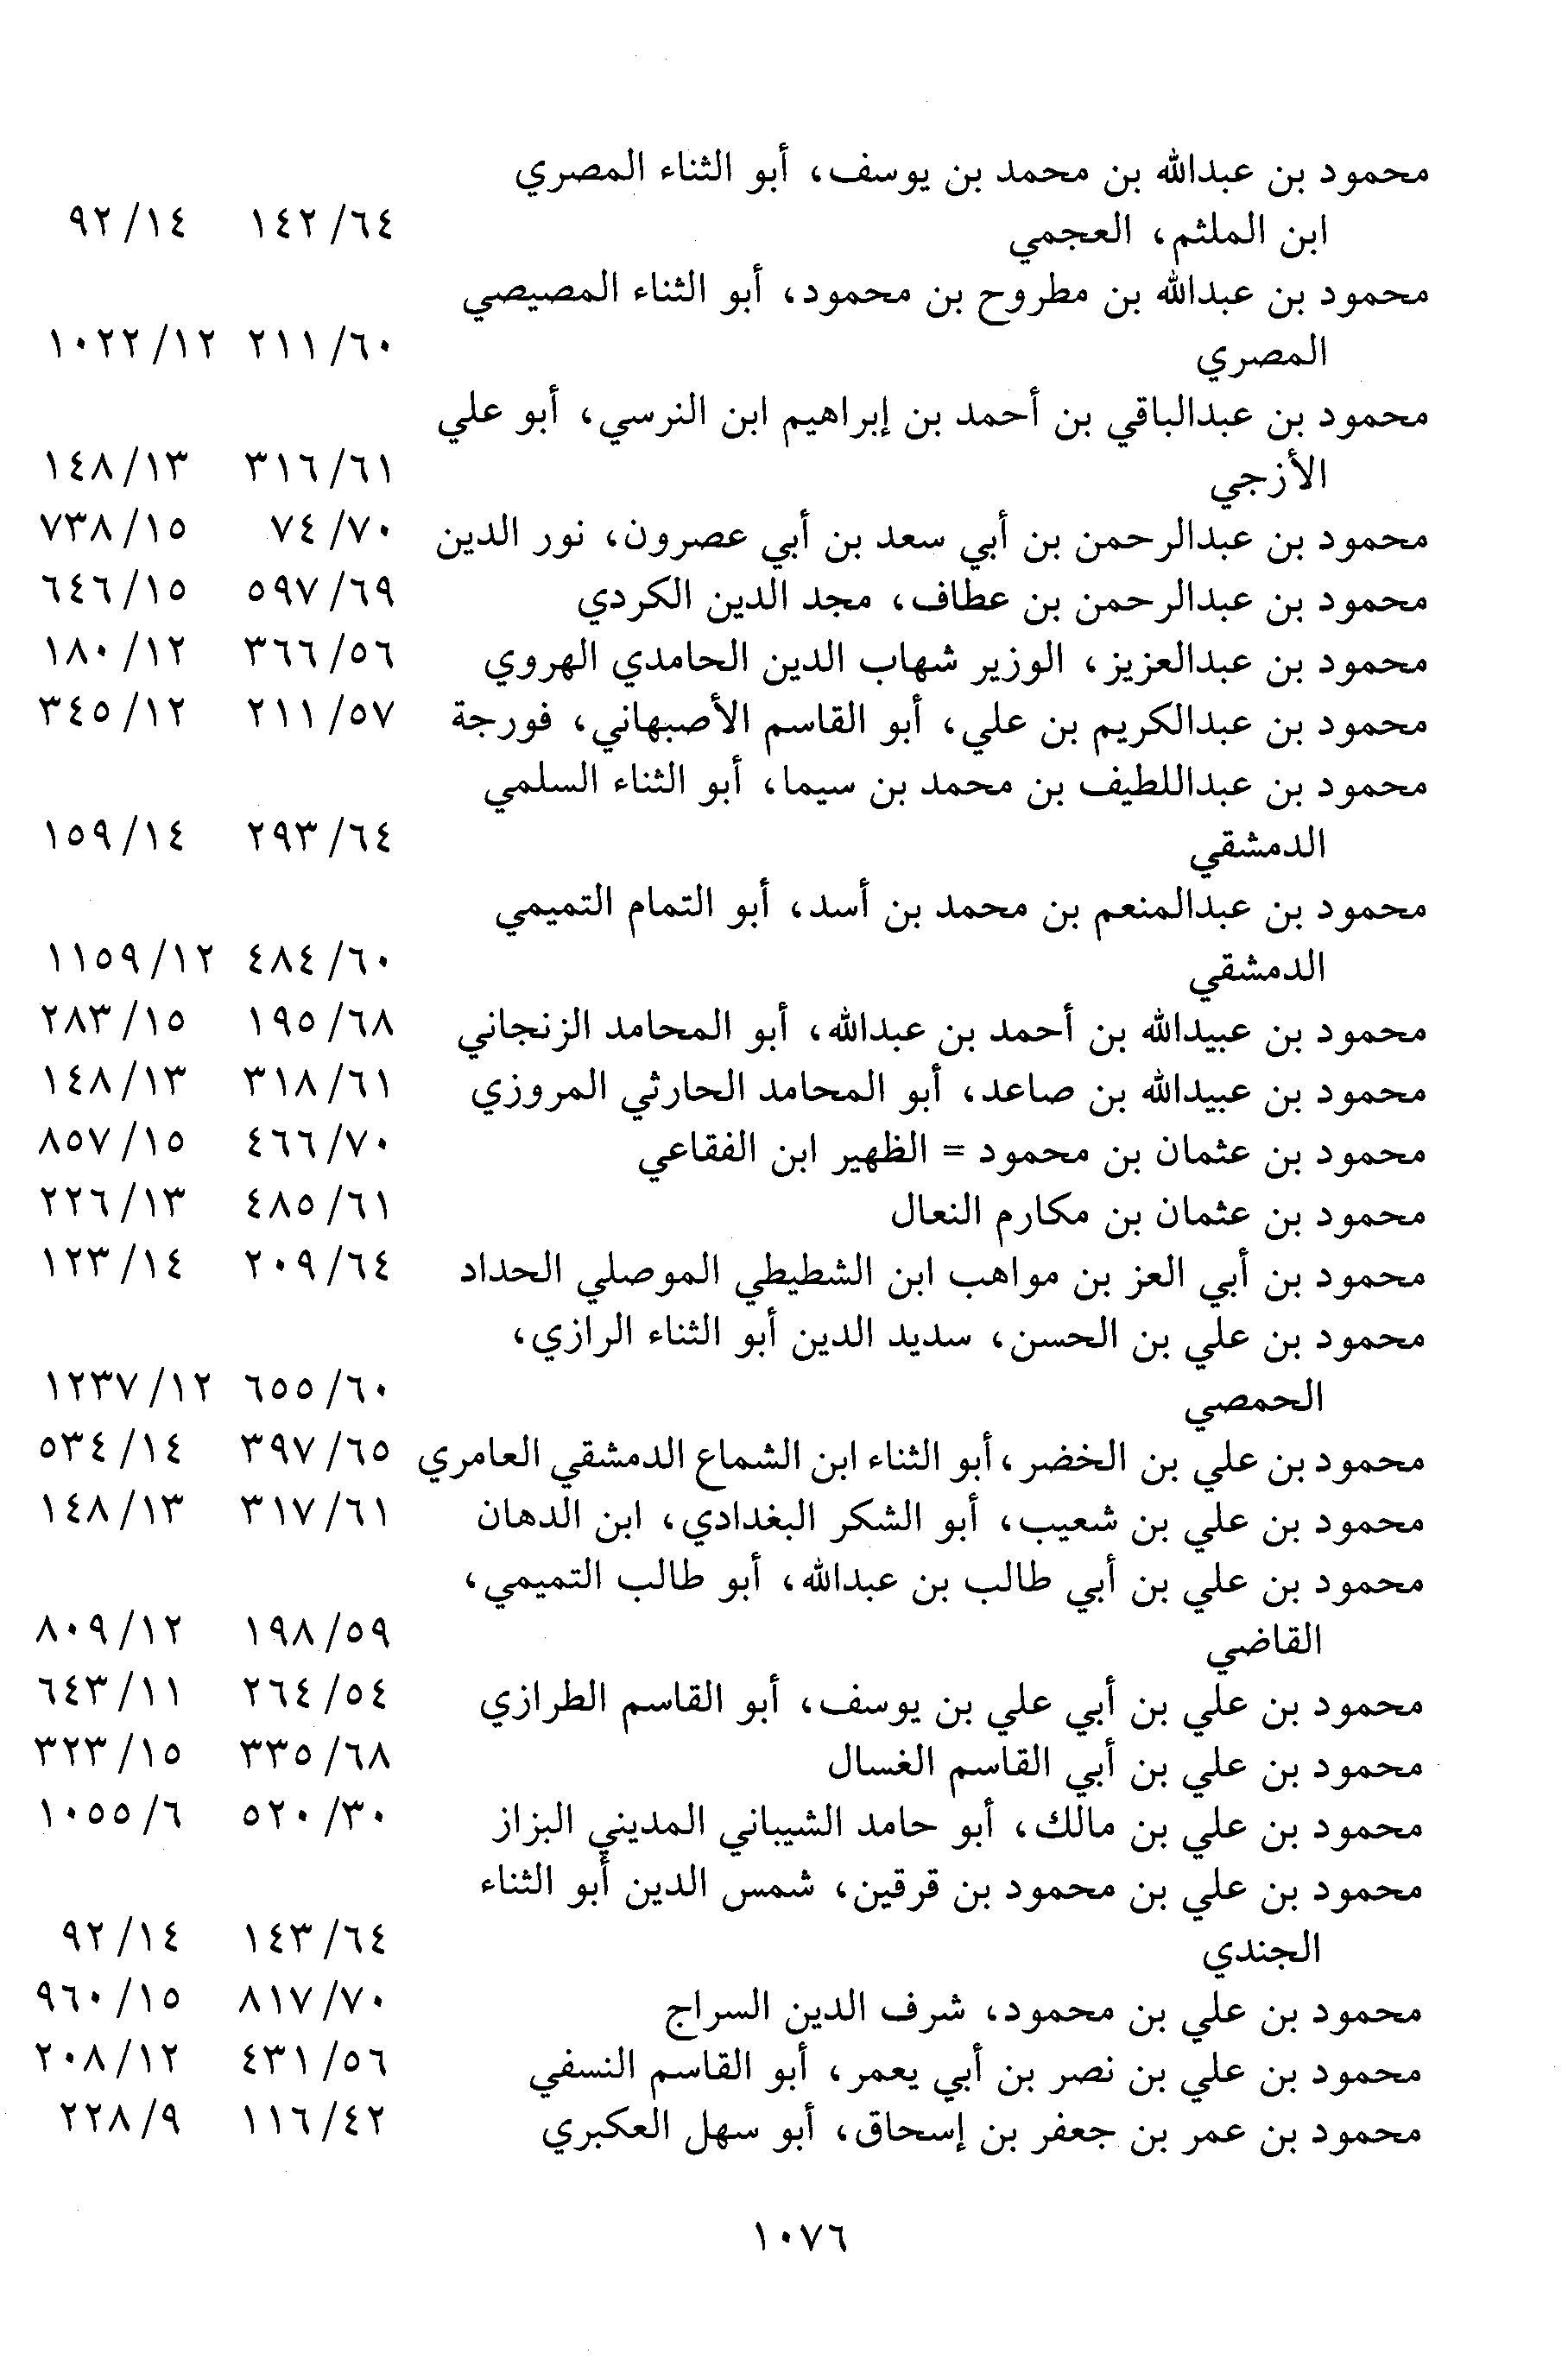 محمود بن عبدالله بن محمد بن يوسف، أبو الثناء المصري
ابن الملثم، العجمي ٦٤/ ١٤٢ ١٤/ ٩٢
محمود بن عبدالله بن مطروح بن محمود، أبو الثناء المصيصي
المصري ٦٠/ ٢١١ ١٢/ ١٠٢٢
محمود بن عبدالباقي بن أحمد بن إبراهيم ابن النرسي، أبو علي
الأزجي ٦١/ ٣١٦ ١٣/ ١٤٨
محمود بن عبدالرحمن بن أبي سعد بن أبي عصرون، نور الدين ٧٠/ ٧٤ ١٥/ ٧٣٨
محمود بن عبدالرحمن بن عطاف، مجد الدين الكردي ٦٩/ ٥٩٧ ١٥/ ٦٤٦
محمود بن عبدالعزيز، الوزير شهاب الدين الحامدي الهروي ٥٦/ ٣٦٦ ١٢/ ١٨٠
محمود بن عبدالكريم بن علي، أبو القاسم الأصبهاني، فورجة ٥٧/ ٢١١ ١٢/ ٣٤٥
محمود بن عبداللطيف بن محمد بن سيما، أبو الثناء السلمي
الدمشقي ٦٤/ ٢٩٣ ١٤/ ١٥٩
محمود بن عبدالمنعم بن محمد بن أسد، أبو التمام التميمي
الدمشقي ٦٠/ ٤٨٤ ١٢/ ١١٥٩
محمود بن عبيدالله بن أحمد بن عبدالله، أبو المحامد الزنجاني ٦٨/ ١٩٥ ١٥/ ٢٨٣
محمود بن عبيدالله بن صاعد، أبو المحامد الحارثي المروزي ٦١/ ٣١٨ ١٣/ ١٤٨
محمود بن عثمان بن محمود = الظهير ابن الفقاعي ٧٠/ ٤٦٦ ١٥/ ٨٥٧
محمود بن عثمان بن مكارم النعال ٦١/ ٤٨٥ ١٣/ ٢٢٦
محمود بن أبي العز بن مواهب ابن الشطيطي الموصلي الحداد ٦٤/ ٢٠٩ ١٤/ ١٢٣
محمود بن علي بن الحسن، سديد الدين أبو الثناء الرازي،
الحمصي ٦٠/ ٦٥٥ ١٢/ ١٢٣٧
محمود بن علي بن الخضر، أبو الثناء ابن الشماع الدمشقي العامري ٦٥/ ٣٩٧ ١٤/ ٥٣٤
محمود بن علي بن شعيب، أبو الشكر البغدادي، ابن الدهان ٦١/ ٣١٧ ١٣/ ١٤٨
محمود بن علي بن أبي طالب بن عبدالله، أبو طالب التميمي،
القاضي ٥٩/ ١٩٨ ١٢/ ٨٠٩
محمود بن علي بن أبي علي بن يوسف، أبو القاسم الطرازي ٥٤/ ٢٦٤ ١١/ ٦٤٣
محمود بن علي بن أبي القاسم الغسال ٦٨/ ٣٣٥ ١٥/ ٣٢٣
محمود بن علي بن مالك، أبو حامد الشيباني المديني البزاز ٣٠/ ٥٢٠ ٦/ ١٠٥٥
محمود بن علي بن محمود بن قرقين، شمس الدين أبو الثناء
الجندي ٦٤/ ١٤٣ ١٤/ ٩٢
محمود بن علي بن محمود، شرف الدين السراج ٧٠/ ٨١٧ ١٥/ ٩٦٠
محمود بن علي بن نصر بن أبي يعمر، أبو القاسم النسفي ٥٦/ ٤٣١ ١٢/ ٢٠٨
محمود بن عمر بن جعفر بن إسحاق، أبو سهل العكبري ٤٢/ ١١٦ ٩/ ٢٢٨
١٠٧٦